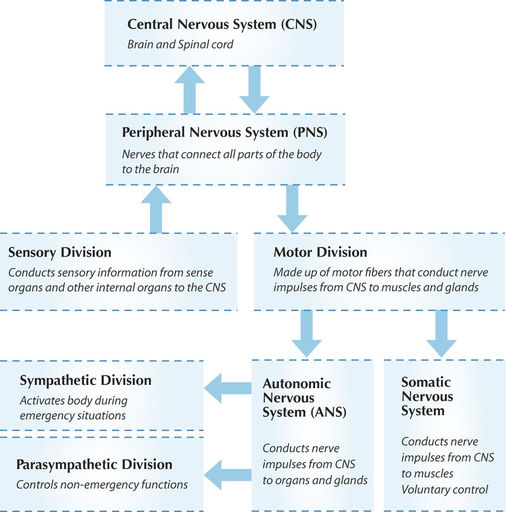 Central Nervous System (CNS)
Brain and Spinal cord
Peripheral Nervous System (PNS)
Nerves that connect all parts of the body
to the brain
Sensory Division
Conducts sensory information from sense
organs and other internal organs to the CNS
Motor Division
Made up of motor fibers that conduct nerve
impulses from CNS to muscles and glands
Sympathetic Division
Activates body during
emergency situations
Parasympathetic Division
Controls non-emergency functions
Autonomic
Nervous
System (ANS)
Conducts nerve
impulses from CNS
to organs and glands
Somatic
Nervous
System
Conducts nerve
impulses from CNS
to muscles
Voluntary control